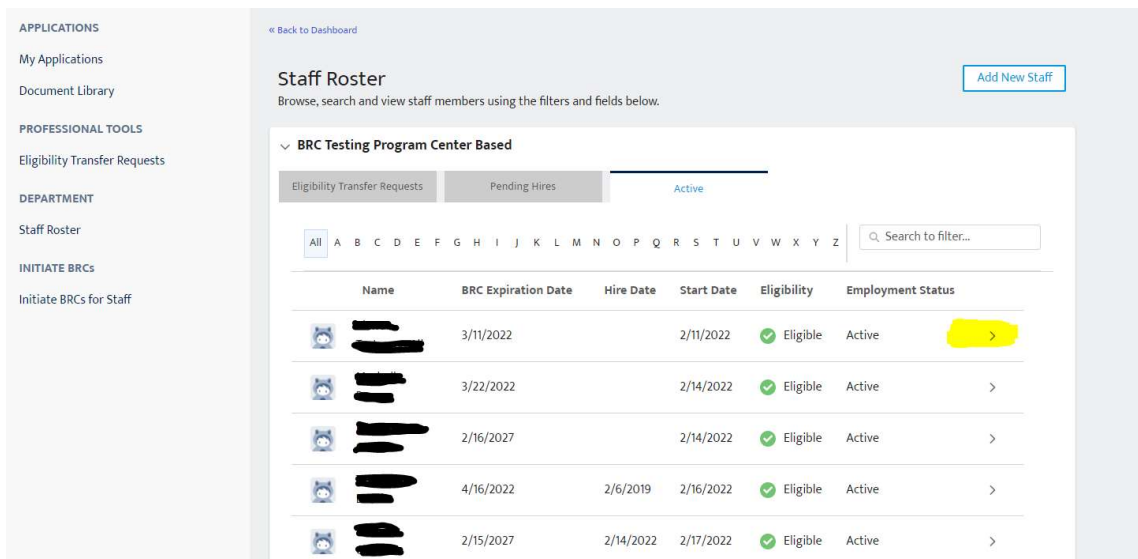 APPLICATIONS
My Applications
Document Library
PROFESSIONAL TOOLS
Eligibility Transfer Requests
DEPARTMENT
Staff Roster
INITIATE BRCs
Initiate BRCs for Staff
« Back to Dashboard
Staff Roster
Add New Staff
Browse, search and view staff members using the filters and fields below.
BRC Testing Program Center Based
Eligibility Transfer Requests Pending Hires Active
All A B C D E F G H I J K L M N O P Q R S T U V W X Y Z Search to filter...
Name BRC Expiration Date Hire Date Start Date Eligibility Employment Status
3/11/2022 2/11/2022 Eligible Active
3/22/2022 2/14/2022 Eligible Active
2/16/2027 2/14/2022 Eligible Active
4/16/2022 2/6/2019 2/16/2022 Eligible Active
2/15/2027 2/14/2022 2/17/2022 Eligible Active